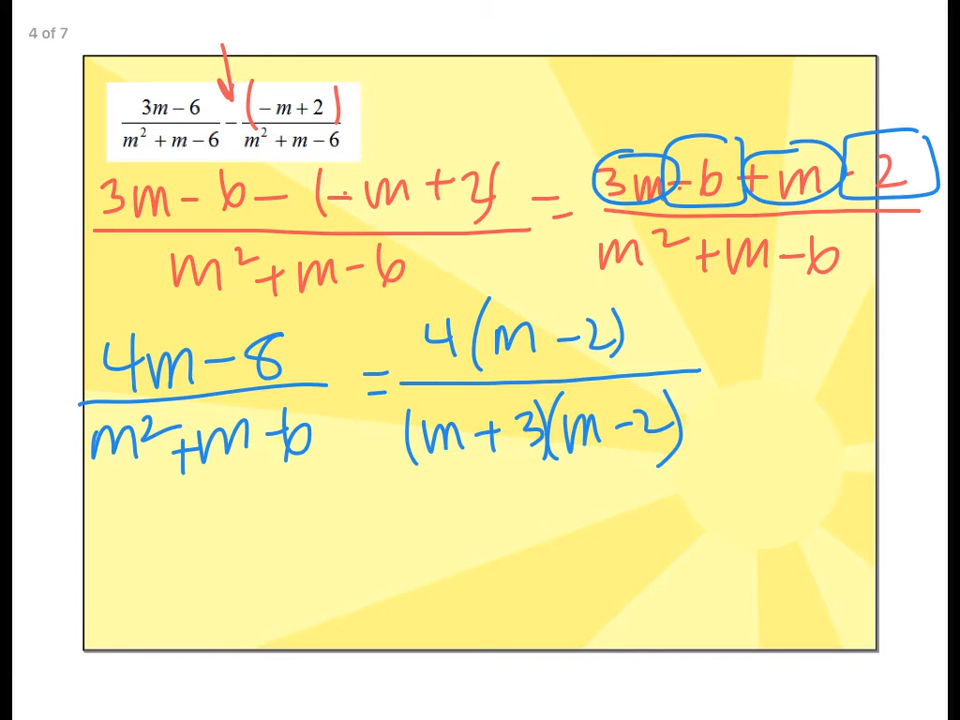 4 of 7
3m − 6 / m² + m − 6 − (−m + 2) / m² + m − 6
3m − 6 − (−m + 2) / m² + m − 6 = 3m − 6 + m − 2 / m² + m − 6
4m − 8 / m² + m − 6 = 4(m − 2) / (m + 3)(m − 2)